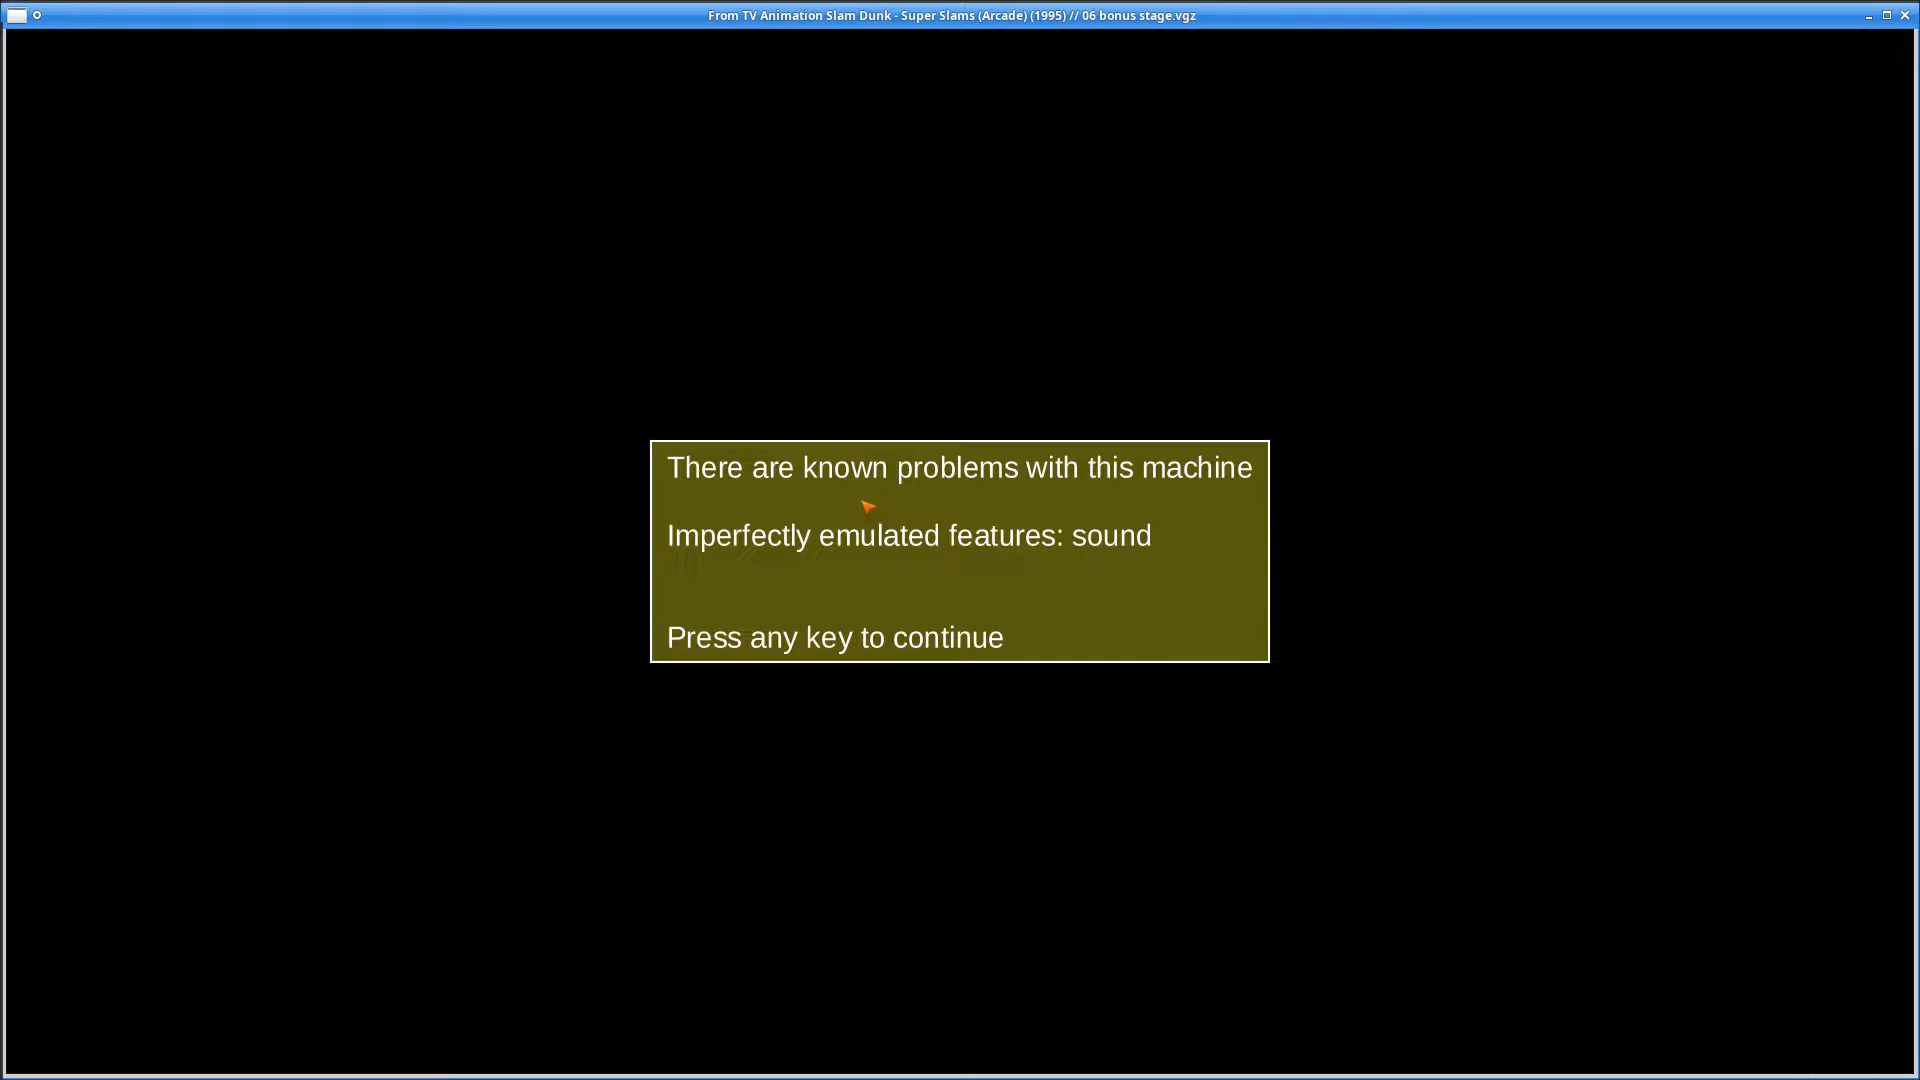 From TV Animation Slam Dunk - Super Slams (Arcade) (1995) // 06 bonus stage.vgz
There are known problems with this machine
Imperfectly emulated features: sound
Press any key to continue